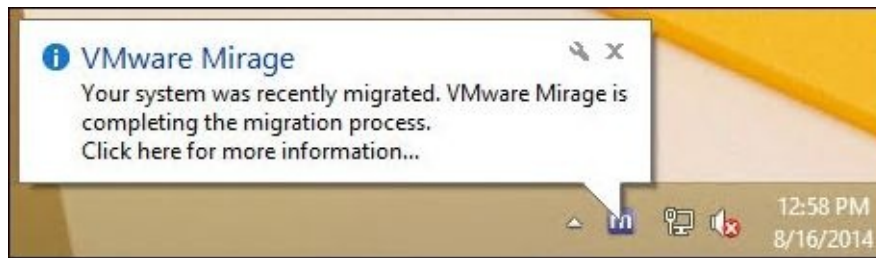 VMware Mirage
Your system was recently migrated. VMware Mirage is
completing the migration process.
Click here for more information...
m
12:58 PM
8/16/2014